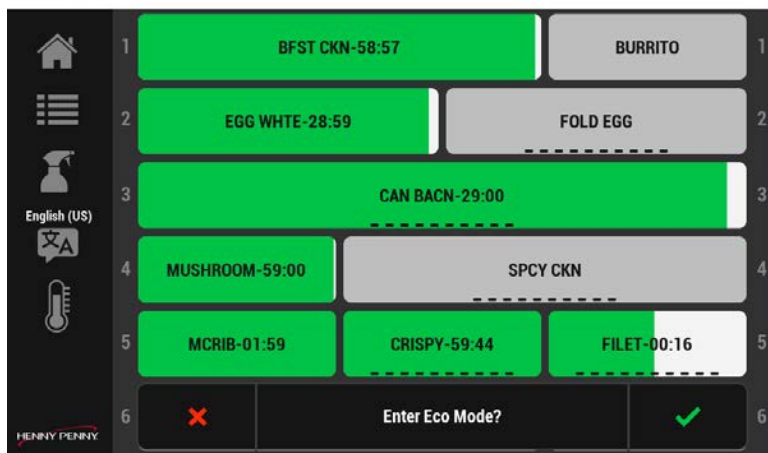 1 BFST CKN-58:57 BURRITO 1
2 EGG WHTE-28:59 FOLD EGG 2
3 CAN BACN-29:00 3
English (US)
文A
4 MUSHROOM-59:00 SPCY CKN 4
5 MCRIB-01:59 CRISPY-59:44 FILET-00:16 5
6 Enter Eco Mode? 6
HENNY PENNY